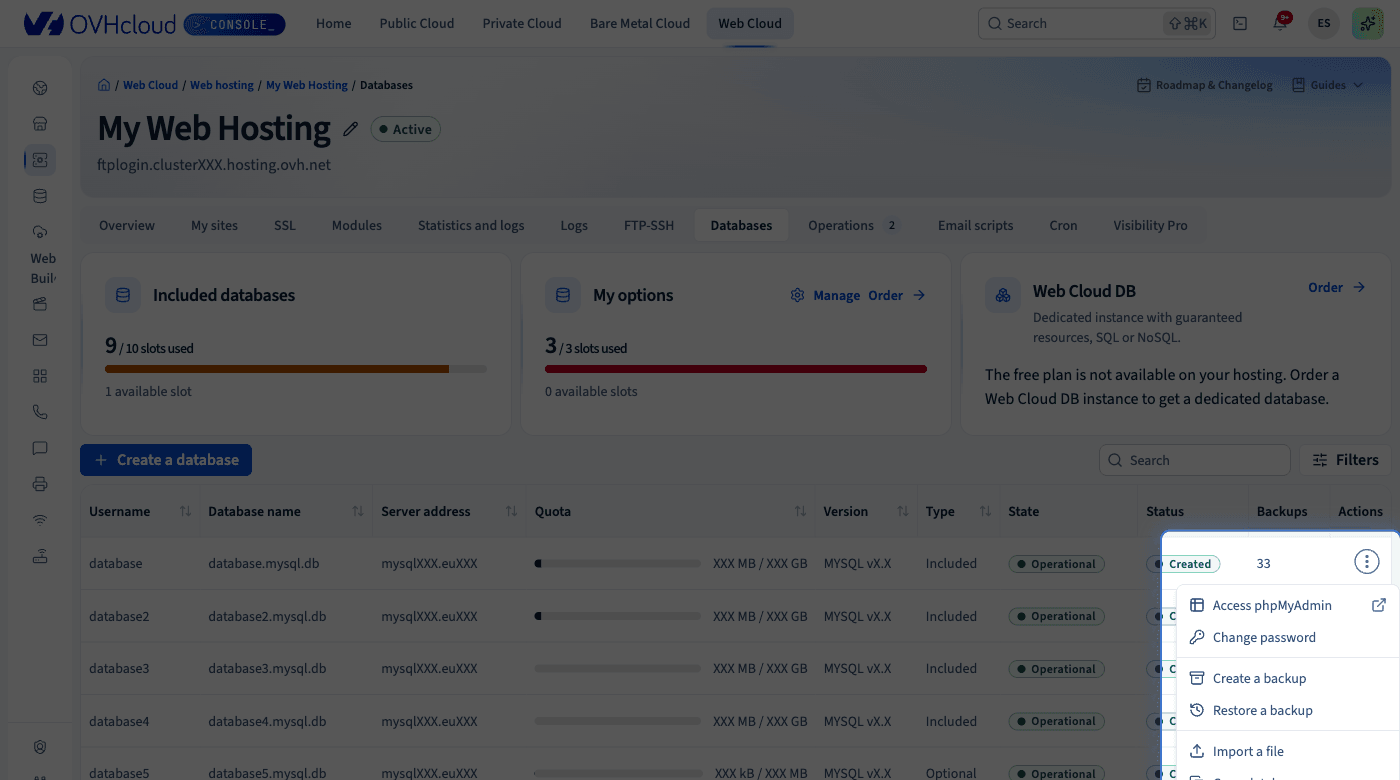 OVHcloud CONSOLE_ Home Public Cloud Private Cloud Bare Metal Cloud Web Cloud Search ⇧⌘K 9+ ES
/ Web Cloud / Web hosting / My Web Hosting / Databases Roadmap & Changelog Guides
My Web Hosting Active
ftplogin.clusterXXX.hosting.ovh.net
Overview My sites SSL Modules Statistics and logs Logs FTP-SSH Databases Operations 2 Email scripts Cron Visibility Pro
Web
Buil
Included databases
9 / 10 slots used
1 available slot
My options Manage Order
3 / 3 slots used
0 available slots
Web Cloud DB Order
Dedicated instance with guaranteed
resources, SQL or NoSQL.
The free plan is not available on your hosting. Order a
Web Cloud DB instance to get a dedicated database.
Create a database Search Filters
Username Database name Server address Quota Version Type State Status Backups Actions
database database.mysql.db mysqlXXX.euXXX XXX MB / XXX GB MYSQL vX.X Included Operational Created 33
database2 database2.mysql.db mysqlXXX.euXXX XXX MB / XXX GB MYSQL vX.X Included Operational
database3 database3.mysql.db mysqlXXX.euXXX XXX MB / XXX GB MYSQL vX.X Included Operational
database4 database4.mysql.db mysqlXXX.euXXX XXX MB / XXX GB MYSQL vX.X Included Operational
database5 database5.mysql.db mysqlXXX.euXXX XXX kB / XXX MB MYSQL vX.X Optional Operational
Access phpMyAdmin
Change password
Create a backup
Restore a backup
Import a file